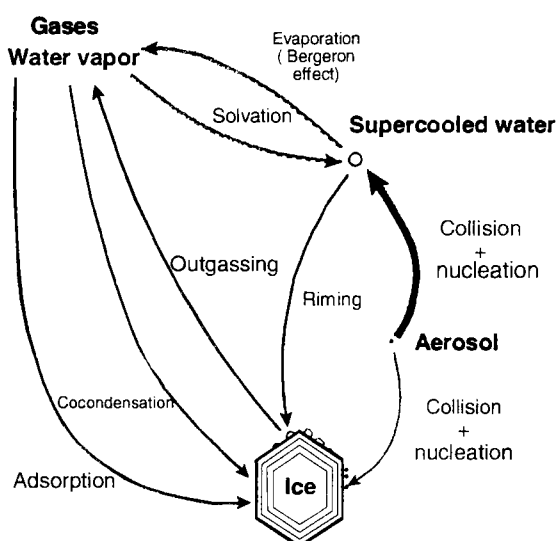 Gases
Water vapor
Evaporation
( Bergeron
effect)
Solvation
Supercooled water
Collision
+
nucleation
Outgassing
Riming
Aerosol
Cocondensation
Collision
+
nucleation
Adsorption
Ice